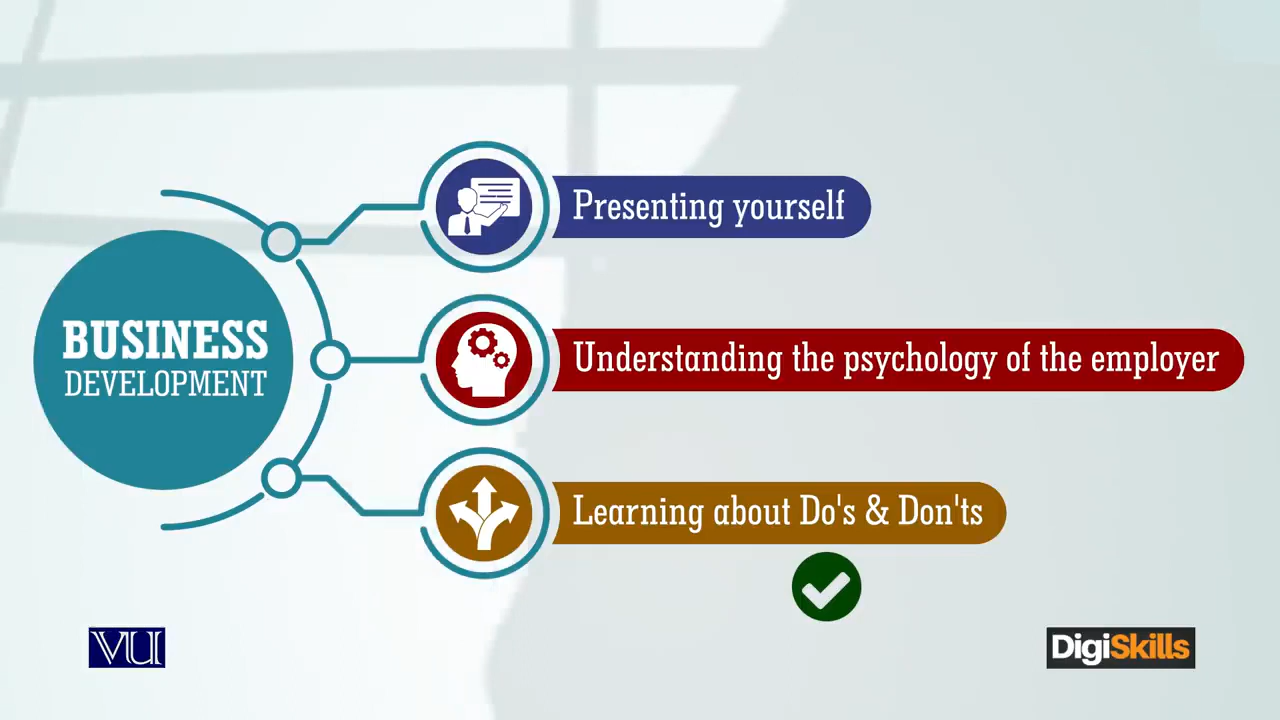 Presenting yourself
BUSINESS
DEVELOPMENT
Understanding the psychology of the employer
Learning about Do's & Don'ts
VU
DigiSkills